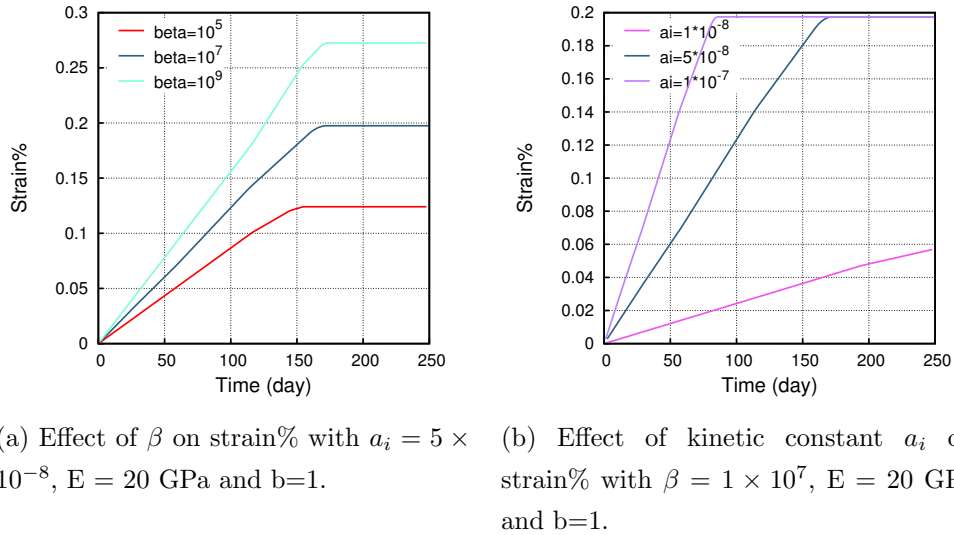 0.3
0.25
0.2
0.15
0.1
0.05
0
Strain%
beta=10^5
beta=10^7
beta=10^9
0 50 100 150 200 250
Time (day)
0.2
0.18
0.16
0.14
0.12
0.1
0.08
0.06
0.04
0.02
0
Strain%
ai=1*10^-8
ai=5*10^-8
ai=1*10^-7
0 50 100 150 200 250
Time (day)
(a) Effect of β on strain% with a_i = 5 ×
10^−8, E = 20 GPa and b=1.
(b) Effect of kinetic constant a_i o
strain% with β = 1 × 10^7, E = 20 GP
and b=1.